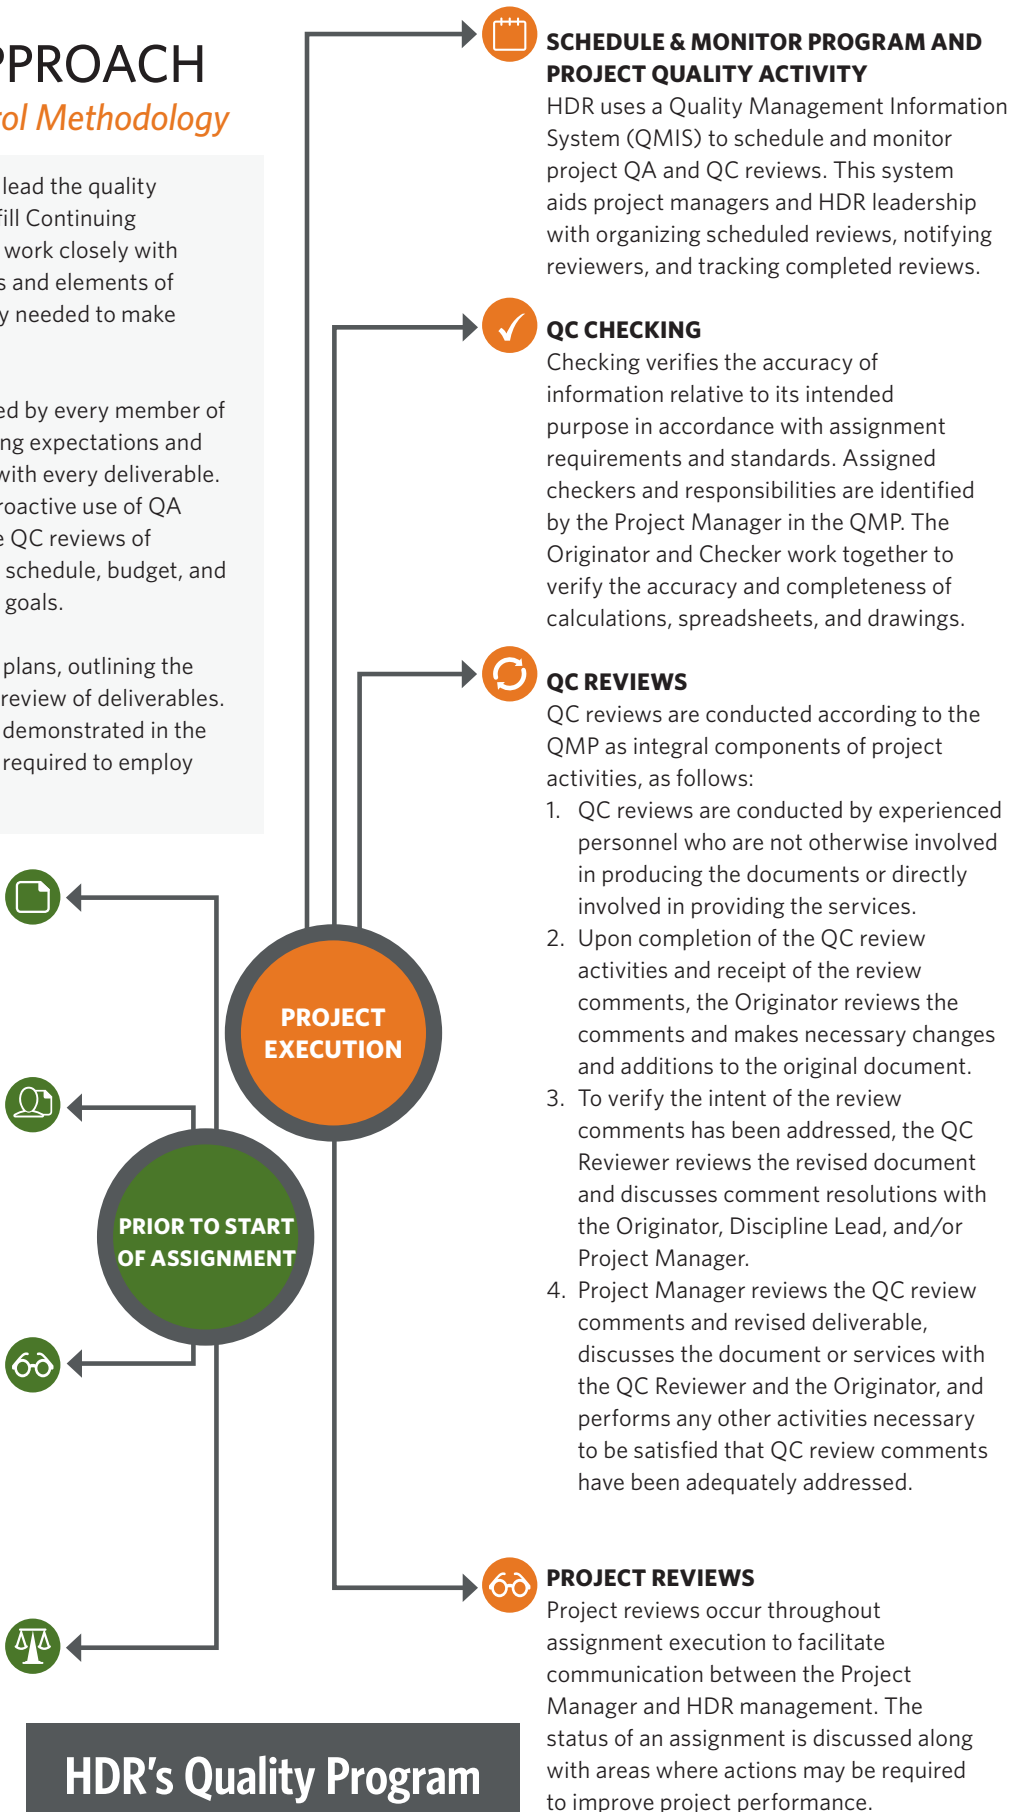 APPROACH
Methodology
lead the quality
Continuing
work closely with
and elements of
needed to make
by every member of
expectations and
with every deliverable.
use of QA
QC reviews of
schedule, budget, and
goals.
plans, outlining the
review of deliverables.
demonstrated in the
required to employ
PRIOR TO START
OF ASSIGNMENT
PROJECT
EXECUTION
SCHEDULE & MONITOR PROGRAM AND
PROJECT QUALITY ACTIVITY
HDR uses a Quality Management Information
System (QMIS) to schedule and monitor
project QA and QC reviews. This system
aids project managers and HDR leadership
with organizing scheduled reviews, notifying
reviewers, and tracking completed reviews.
QC CHECKING
Checking verifies the accuracy of
information relative to its intended
purpose in accordance with assignment
requirements and standards. Assigned
checkers and responsibilities are identified
by the Project Manager in the QMP. The
Originator and Checker work together to
verify the accuracy and completeness of
calculations, spreadsheets, and drawings.
QC REVIEWS
QC reviews are conducted according to the
QMP as integral components of project
activities, as follows:
1. QC reviews are conducted by experienced
personnel who are not otherwise involved
in producing the documents or directly
involved in providing the services.
2. Upon completion of the QC review
activities and receipt of the review
comments, the Originator reviews the
comments and makes necessary changes
and additions to the original document.
3. To verify the intent of the review
comments has been addressed, the QC
Reviewer reviews the revised document
and discusses comment resolutions with
the Originator, Discipline Lead, and/or
Project Manager.
4. Project Manager reviews the QC review
comments and revised deliverable,
discusses the document or services with
the QC Reviewer and the Originator, and
performs any other activities necessary
to be satisfied that QC review comments
have been adequately addressed.
PROJECT REVIEWS
Project reviews occur throughout
assignment execution to facilitate
communication between the Project
Manager and HDR management. The
status of an assignment is discussed along
with areas where actions may be required
to improve project performance.
HDR's Quality Program